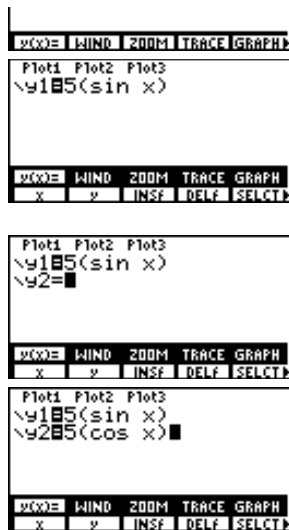 y(x)= WIND ZOOM TRACE GRAPH
Plot1 Plot2 Plot3
\y1=5(sin x)
y(x)= WIND ZOOM TRACE GRAPH
x y INSf DELf SELCT
Plot1 Plot2 Plot3
\y1=5(sin x)
\y2=
y(x)= WIND ZOOM TRACE GRAPH
x y INSf DELf SELCT
Plot1 Plot2 Plot3
\y1=5(sin x)
\y2=5(cos x)
y(x)= WIND ZOOM TRACE GRAPH
x y INSf DELf SELCT